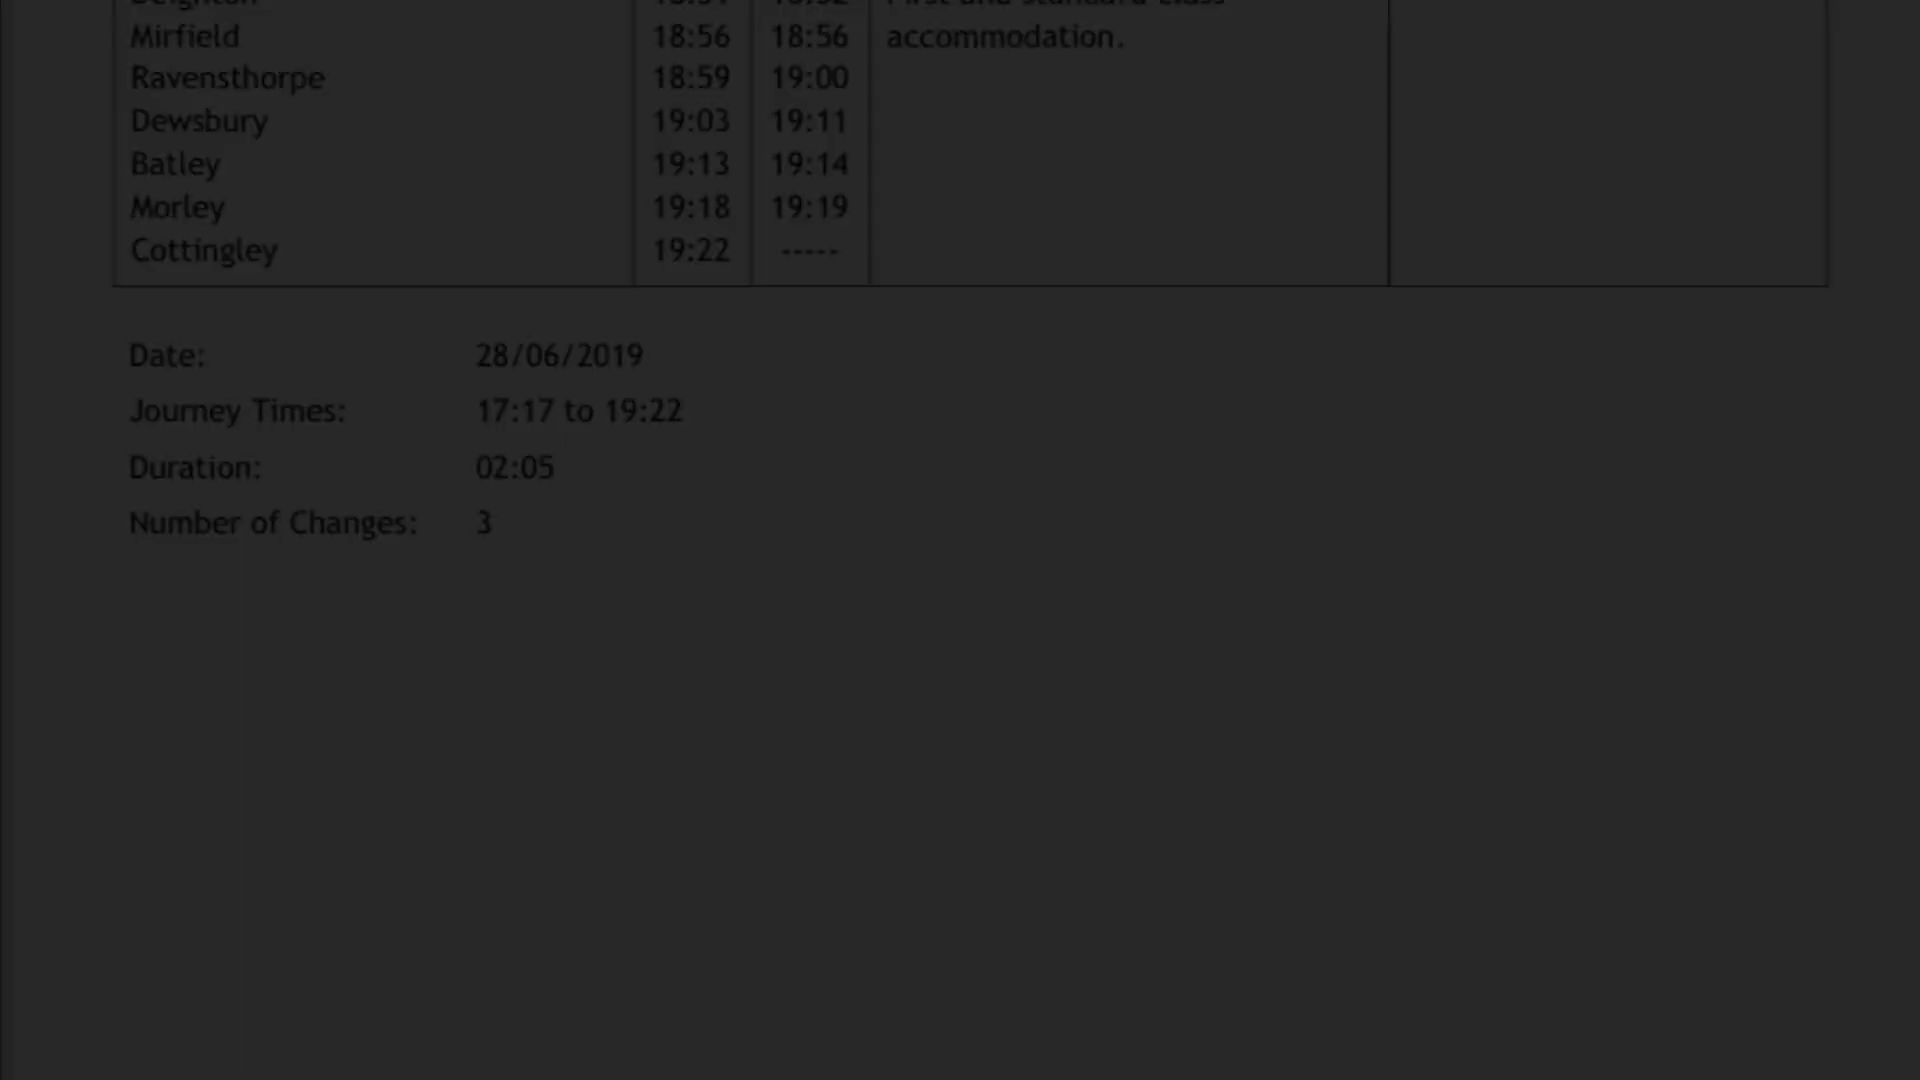 Mirfield 18:56 18:56 accommodation.
Ravensthorpe 18:59 19:00
Dewsbury 19:03 19:11
Batley 19:13 19:14
Morley 19:18 19:19
Cottingley 19:22 -----
Date: 28/06/2019
Journey Times: 17:17 to 19:22
Duration: 02:05
Number of Changes: 3